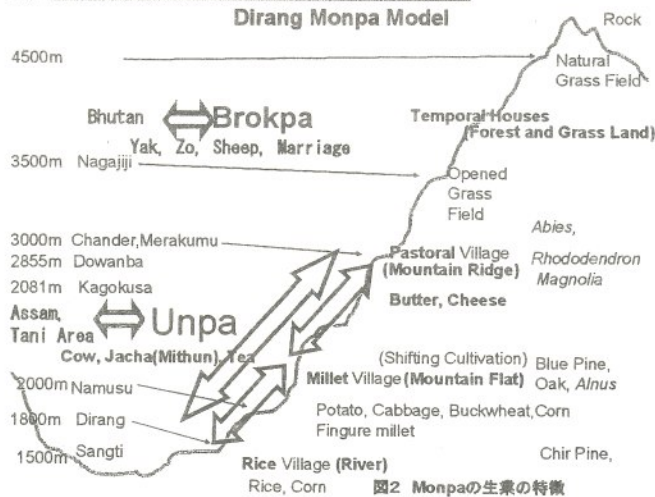 Dirang Monpa Model
Rock
4500m
Natural
Grass Field
Bhutan
Brokpa
Yak, Zo, Sheep, Marriage
Temporal Houses
(Forest and Grass Land)
3500m Nagajiji
Opened
Grass
Field
Abies,
Rhododendron
Magnolia
3000m Chander,Merakumu
2855m Dowanba
2081m Kagokusa
Pastoral Village
(Mountain Ridge)
Butter, Cheese
Assam,
Tani Area
Unpa
Cow, Jacha(Mithun), Tea
(Shifting Cultivation)
Millet Village (Mountain Flat)
Blue Pine,
Oak, Alnus
2000m Namusu
Potato, Cabbage, Buckwheat,Corn
Fingure millet
1800m Dirang
1500m Sangti
Chir Pine,
Rice Village (River)
Rice, Corn
図2 Monpaの生業の特徴